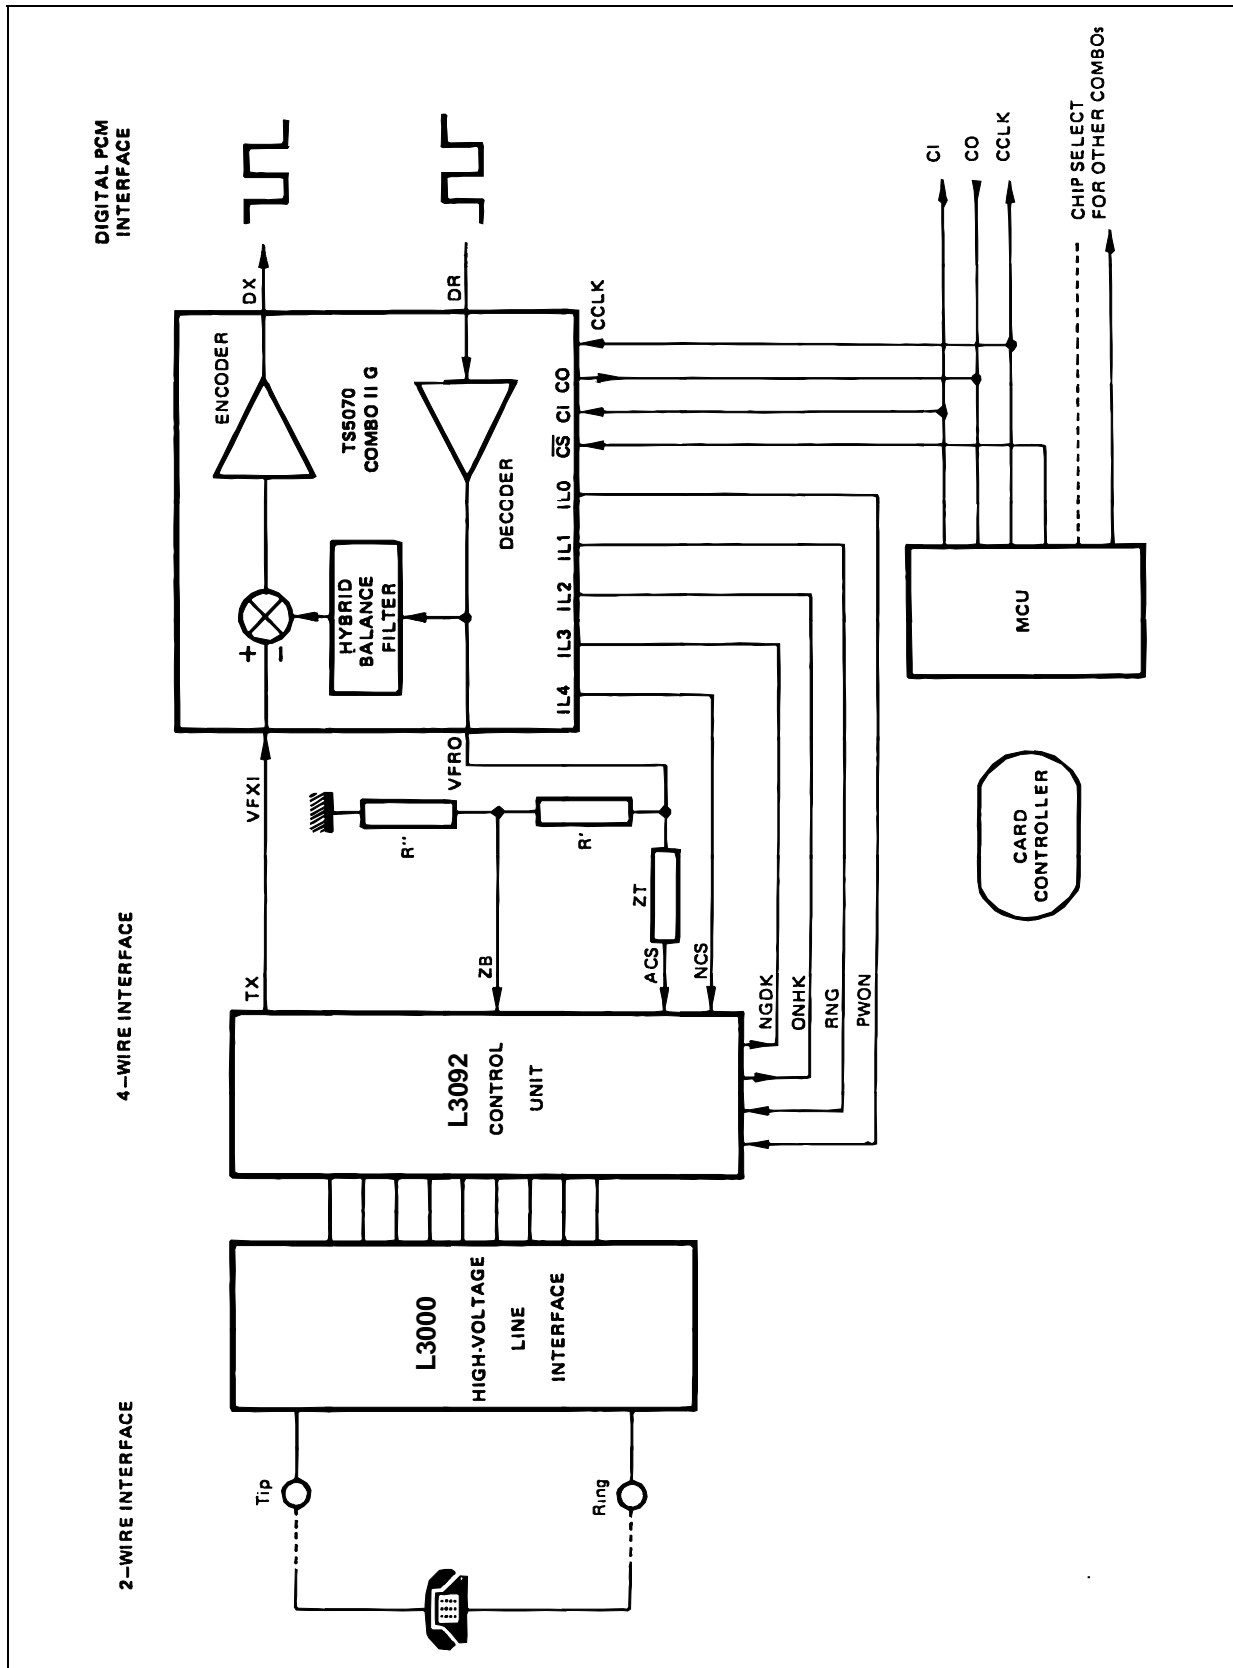 2-WIRE INTERFACE
4-WIRE INTERFACE
DIGITAL PCM
INTERFACE
Tip
Ring
L3000
HIGH-VOLTAGE
LINE
INTERFACE
L3092
CONTROL
UNIT
TX
VFXI
ZB
ACS
NCS
NGDK
ONHK
RNG
PWON
R''
R'
ZT
VFRO
+
-
HYBRID
BALANCE
FILTER
ENCODER
TS5070
COMBO II G
DECODER
DX
DR
IL4
IL3
IL2
IL1
IL0
CS
CI
CO
CCLK
CARD
CONTROLLER
MCU
CI
CO
CCLK
CHIP SELECT
FOR OTHER COMBOs